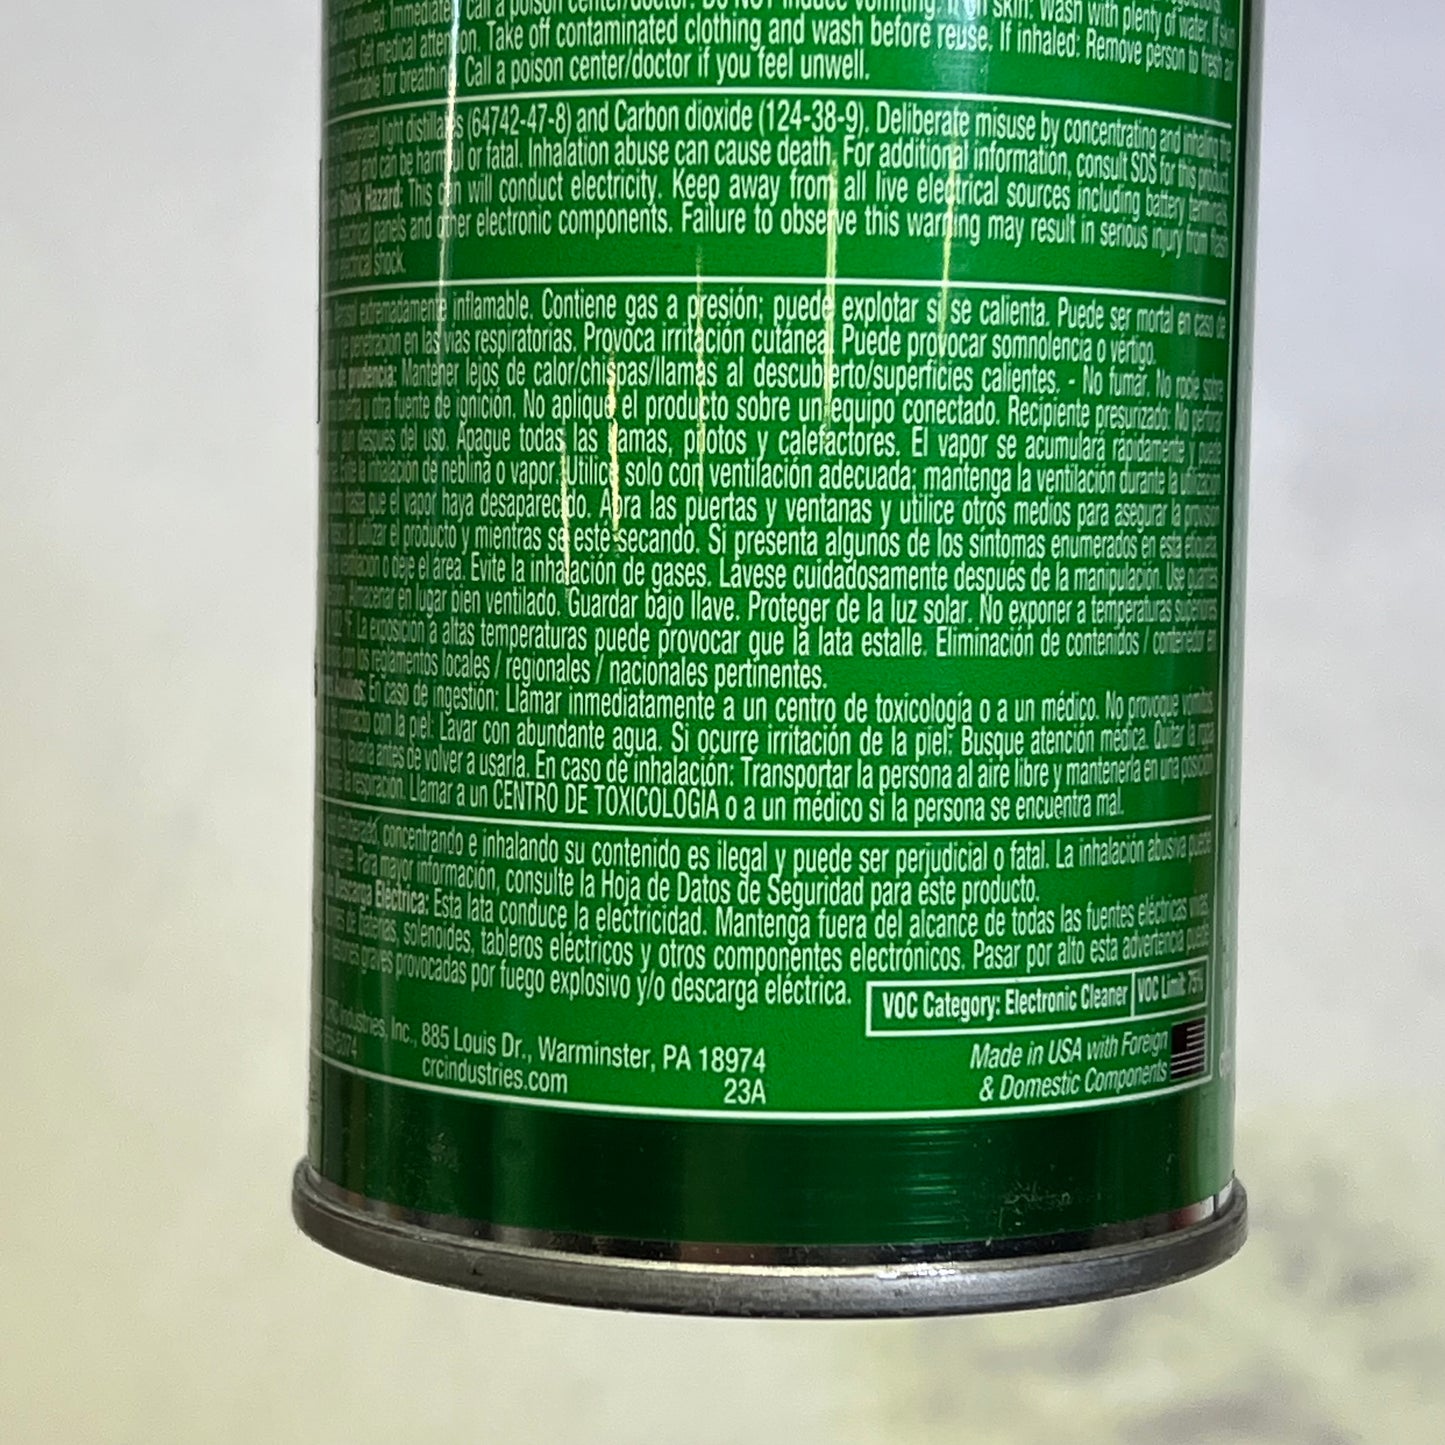 Immediately call a poison center/doctor. Do NOT induce vomiting. If on skin: Wash with plenty of water. If skin
Get medical attention. Take off contaminated clothing and wash before reuse. If inhaled: Remove person to fresh air
for breathing. Call a poison center/doctor if you feel unwell.
light distillates (64742-47-8) and Carbon dioxide (124-38-9). Deliberate misuse by concentrating and inhaling the
and can be harmful or fatal. Inhalation abuse can cause death. For additional information, consult SDS for this product.
Shock Hazard: This can will conduct electricity. Keep away from all live electrical sources including battery terminals,
electrical panels and other electronic components. Failure to observe this warning may result in serious injury from flash
electrical shock.
extremadamente inflamable. Contiene gas a presión; puede explotar si se calienta. Puede ser mortal en caso de
penetración en las vias respiratorias. Provoca irritación cutánea. Puede provocar somnolencia o vértigo.
de prudencia: Mantener lejos de calor/chispas/llamas al descubierto/superficies calientes. - No fumar. No rocíe sobre
u otra fuente de ignición. No aplique el producto sobre un equipo conectado. Recipiente presurizado: No perforar
aun después del uso. Apague todas las llamas, pilotos y calefactores. El vapor se acumulará rápidamente y puede
Evite la inhalación de neblina o vapor. Utilice solo con ventilación adecuada; mantenga la ventilación durante la utilización
hasta que el vapor haya desaparecido. Abra las puertas y ventanas y utilice otros medios para asegurar la provisión
utilizar el producto y mientras se esté secando. Si presenta algunos de los síntomas enumerados en esta etiqueta,
ventilación o deje el área. Evite la inhalación de gases. Lávese cuidadosamente después de la manipulación. Use guantes
Almacenar en lugar bien ventilado. Guardar bajo llave. Proteger de la luz solar. No exponer a temperaturas superiores
La exposición a altas temperaturas puede provocar que la lata estalle. Eliminación de contenidos / contenedor en
con los reglamentos locales / regionales / nacionales pertinentes.
En caso de ingestión: Llamar inmediatamente a un centro de toxicología o a un médico. No provoque vómitos.
con la piel: Lavar con abundante agua. Si ocurre irritación de la piel: Busque atención médica. Quitar la ropa
y lavarla antes de volver a usarla. En caso de inhalación: Transportar la persona al aire libre y mantenerla en una posición
la respiración. Llamar a un CENTRO DE TOXICOLOGIA o a un médico si la persona se encuentra mal.
concentrando e inhalando su contenido es ilegal y puede ser perjudicial o fatal. La inhalación abusiva puede
Para mayor información, consulte la Hoja de Datos de Seguridad para este producto.
Descarga Eléctrica: Esta lata conduce la electricidad. Mantenga fuera del alcance de todas las fuentes eléctricas vivas,
de baterías, solenoides, tableros eléctricos y otros componentes electrónicos. Pasar por alto esta advertencia puede
graves provocadas por fuego explosivo y/o descarga eléctrica.
VOC Category: Electronic Cleaner VOC Limit: 75%
CRC Industries, Inc., 885 Louis Dr., Warminster, PA 18974
crcindustries.com 23A
Made in USA with Foreign
& Domestic Components